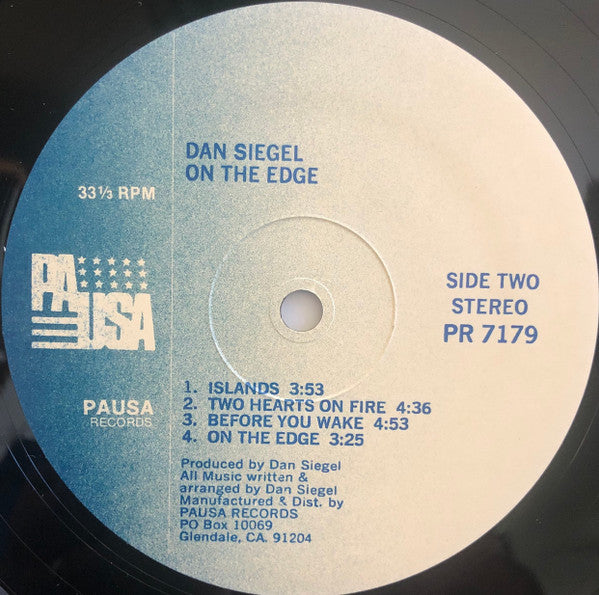 DAN SIEGEL
ON THE EDGE
33⅓ RPM
PAUSA
SIDE TWO
STEREO
PR 7179
PAUSA
RECORDS
1. ISLANDS 3:53
2. TWO HEARTS ON FIRE 4:36
3. BEFORE YOU WAKE 4:53
4. ON THE EDGE 3:25
Produced by Dan Siegel
All Music written &
arranged by Dan Siegel
Manufactured & Dist. by
PAUSA RECORDS
PO Box 10069
Glendale, CA. 91204